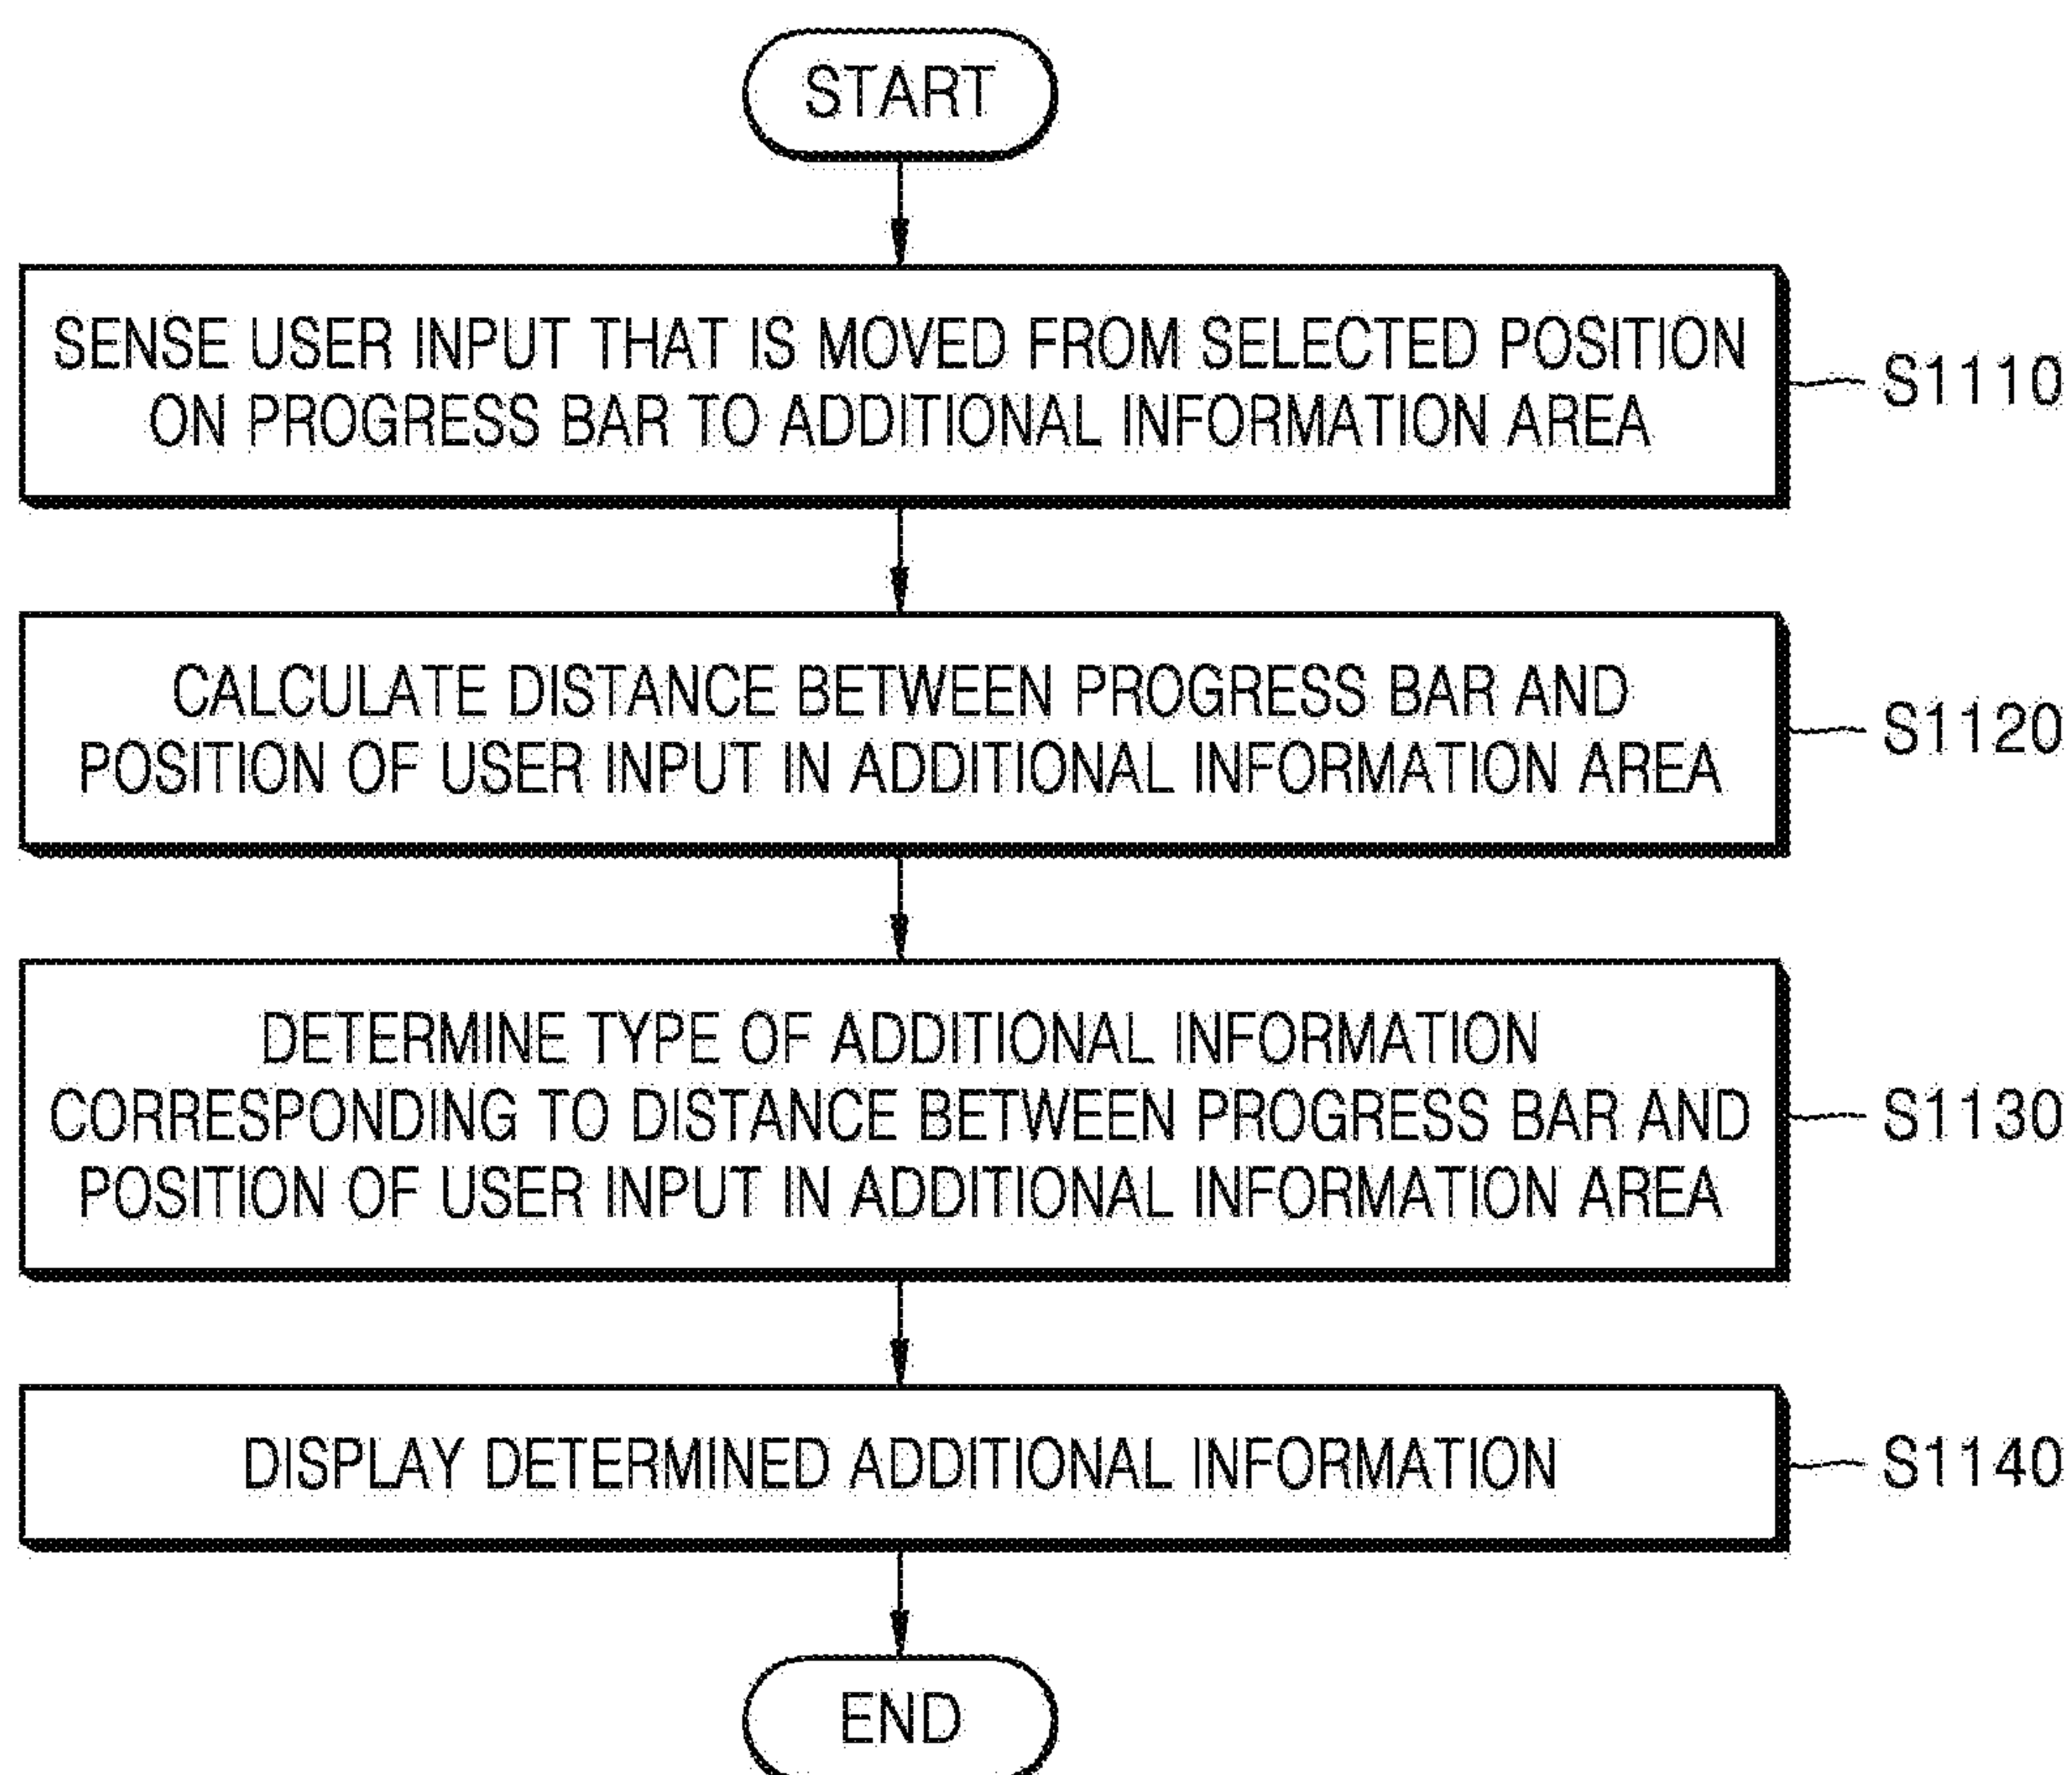 START
SENSE USER INPUT THAT IS MOVED FROM SELECTED POSITION
ON PROGRESS BAR TO ADDITIONAL INFORMATION AREA
S1110
CALCULATE DISTANCE BETWEEN PROGRESS BAR AND
POSITION OF USER INPUT IN ADDITIONAL INFORMATION AREA
S1120
DETERMINE TYPE OF ADDITIONAL INFORMATION
CORRESPONDING TO DISTANCE BETWEEN PROGRESS BAR AND
POSITION OF USER INPUT IN ADDITIONAL INFORMATION AREA
S1130
DISPLAY DETERMINED ADDITIONAL INFORMATION
S1140
END